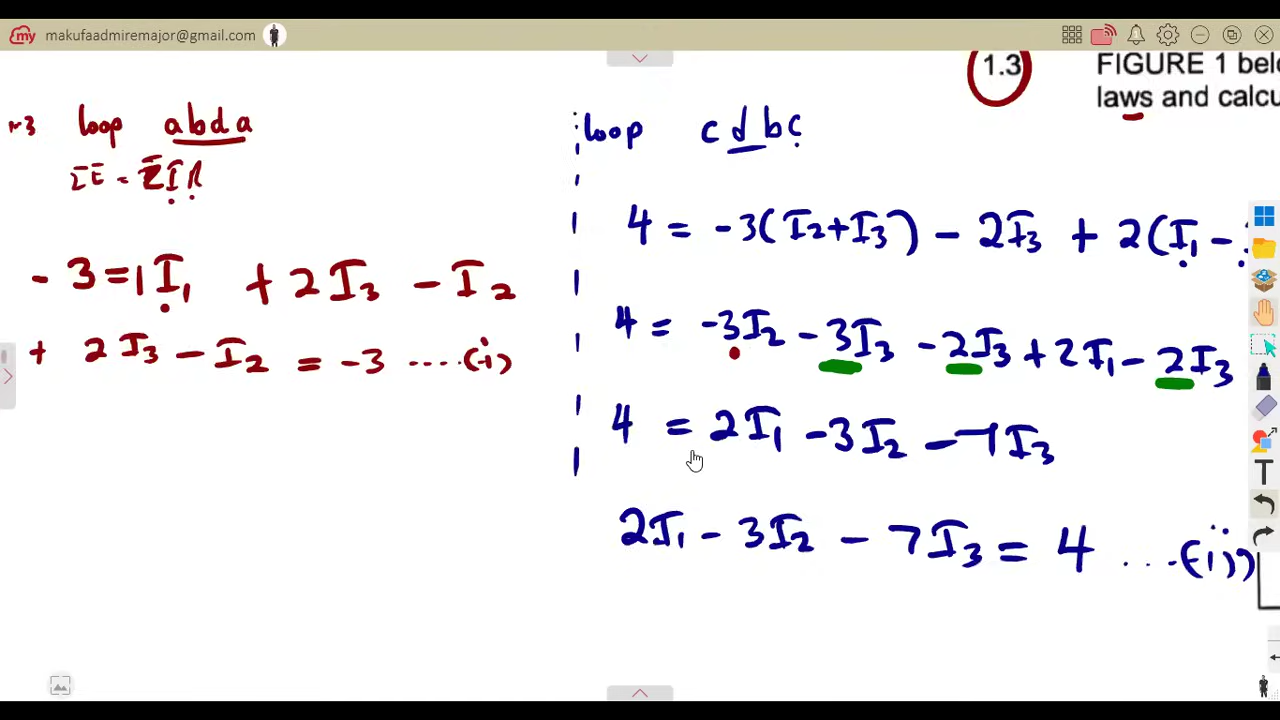 my makufaadmiremajor@gmail.com
1.3 FIGURE 1 bel
laws and calcu
loop abda
ΣE = ΣIR
- 3 = 1I₁ + 2I₃ - I₂
+ 2I₃ - I₂ = -3 ....(i)
loop cdbc
4 = -3(I₂+I₃) - 2I₃ + 2(I₁ -
4 = -3I₂ - 3I₃ - 2I₃ + 2I₁ - 2I₃
4 = 2I₁ - 3I₂ - 7I₃
2I₁ - 3I₂ - 7I₃ = 4 ...(ii)